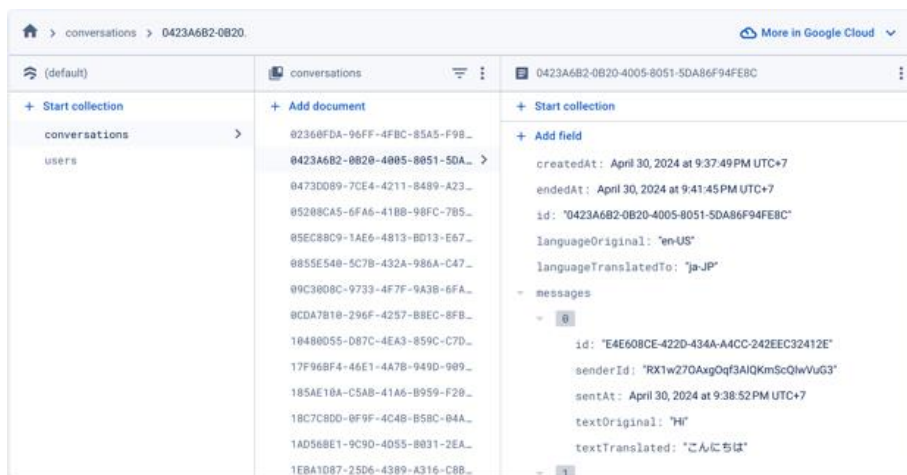 conversations > 0423A6B2-0B20.
More in Google Cloud
(default)
+ Start collection
conversations
users
conversations
+ Add document
02360FDA-96FF-4FBC-85A5-F98…
0423A6B2-0B20-4005-8051-5DA…
0473DD89-7CE4-4211-8489-A23…
05208CA5-6FA6-41BB-98FC-7B5…
05EC88C9-1AE6-4813-BD13-E67…
0855E540-5C7B-432A-986A-C47…
09C30D8C-9733-4F7F-9A3B-6FA…
0CDA7B10-296F-4257-B8EC-8FB…
10480D55-D87C-4EA3-859C-C7D…
17F96BF4-46E1-4A7B-949D-909…
185AE10A-C5AB-41A6-B959-F20…
18C7C8DD-0F9F-4C4B-B58C-04A…
1AD56BE1-9C9D-4D55-8031-2EA…
1EBA1D87-25D6-4389-A316-C8B…
0423A6B2-0B20-4005-8051-5DA86F94FE8C
+ Start collection
+ Add field
createdAt: April 30, 2024 at 9:37:49 PM UTC+7
endedAt: April 30, 2024 at 9:41:45 PM UTC+7
id: "0423A6B2-0B20-4005-8051-5DA86F94FE8C"
languageOriginal: "en-US"
languageTranslatedTo: "ja-JP"
messages
0
id: "E4E608CE-422D-434A-A4CC-242EEC32412E"
senderId: "RX1w27OAxgOqf3AlQKmScQlwVuG3"
sentAt: April 30, 2024 at 9:38:52 PM UTC+7
textOriginal: "Hi"
textTranslated: "こんにちは"
1